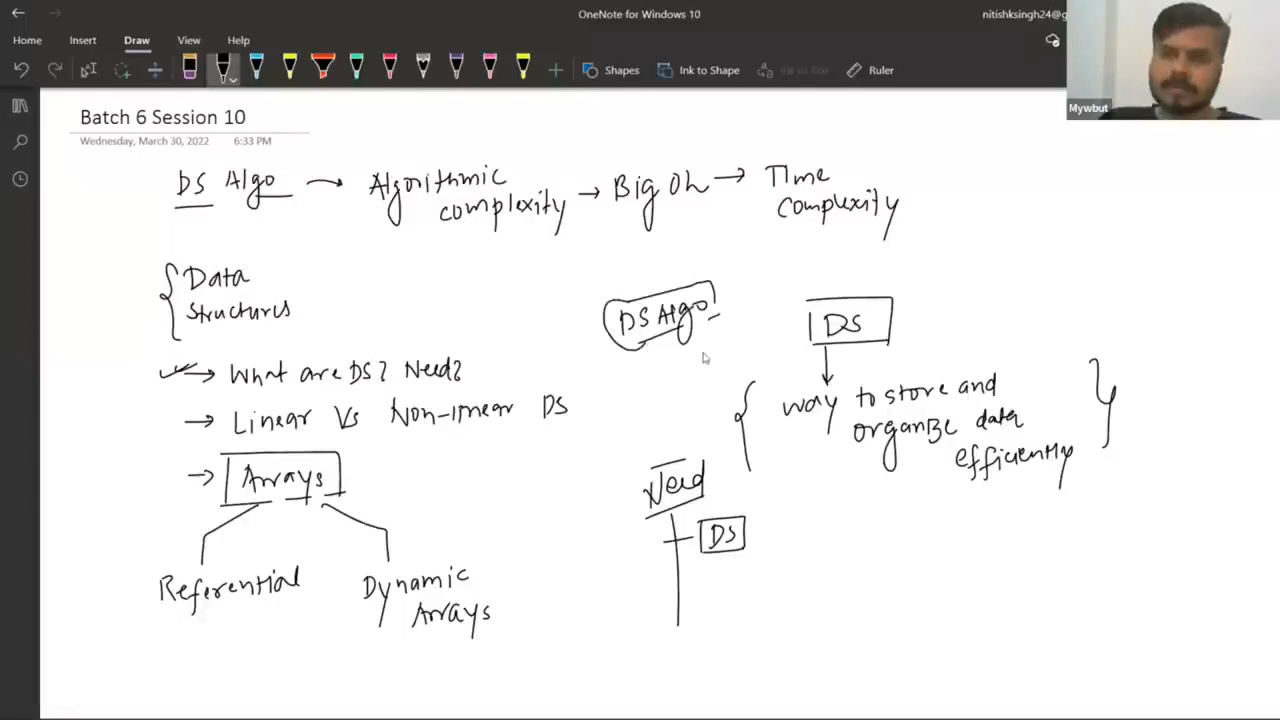 OneNote for Windows 10
nitishksingh24@g
Home Insert Draw View Help
Shapes Ink to Shape Ruler
Mywbut
Batch 6 Session 10
Wednesday, March 30, 2022 6:33 PM
DS Algo → Algorithmic complexity → Big Oh → Time complexity
Data
Structures
→ What are DS? Need?
→ Linear Vs Non-linear DS
→ Arrays
Referential
Dynamic
Arrays
DS Algo
DS
way to store and
organize data
efficiently
Need
DS